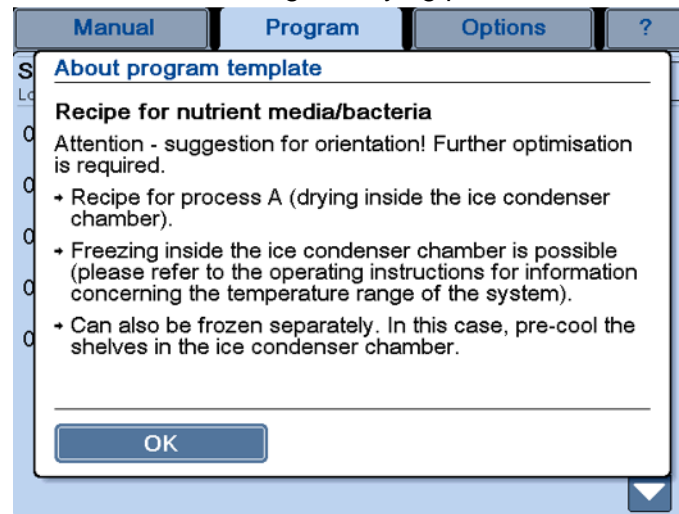 Manual Program Options ?
About program template
Recipe for nutrient media/bacteria
Attention - suggestion for orientation! Further optimisation
is required.
→ Recipe for process A (drying inside the ice condenser
chamber).
→ Freezing inside the ice condenser chamber is possible
(please refer to the operating instructions for information
concerning the temperature range of the system).
→ Can also be frozen separately. In this case, pre-cool the
shelves in the ice condenser chamber.
OK